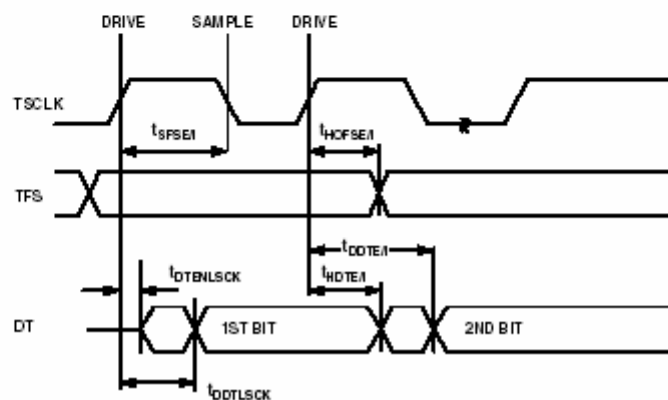 DRIVE SAMPLE DRIVE
TSCLK
tSFSE/I tHOFSE/I
TFS
tDDTE/I
tDTENLSCK tHDTE/I
DT 1ST BIT 2ND BIT
tDDTLSCK